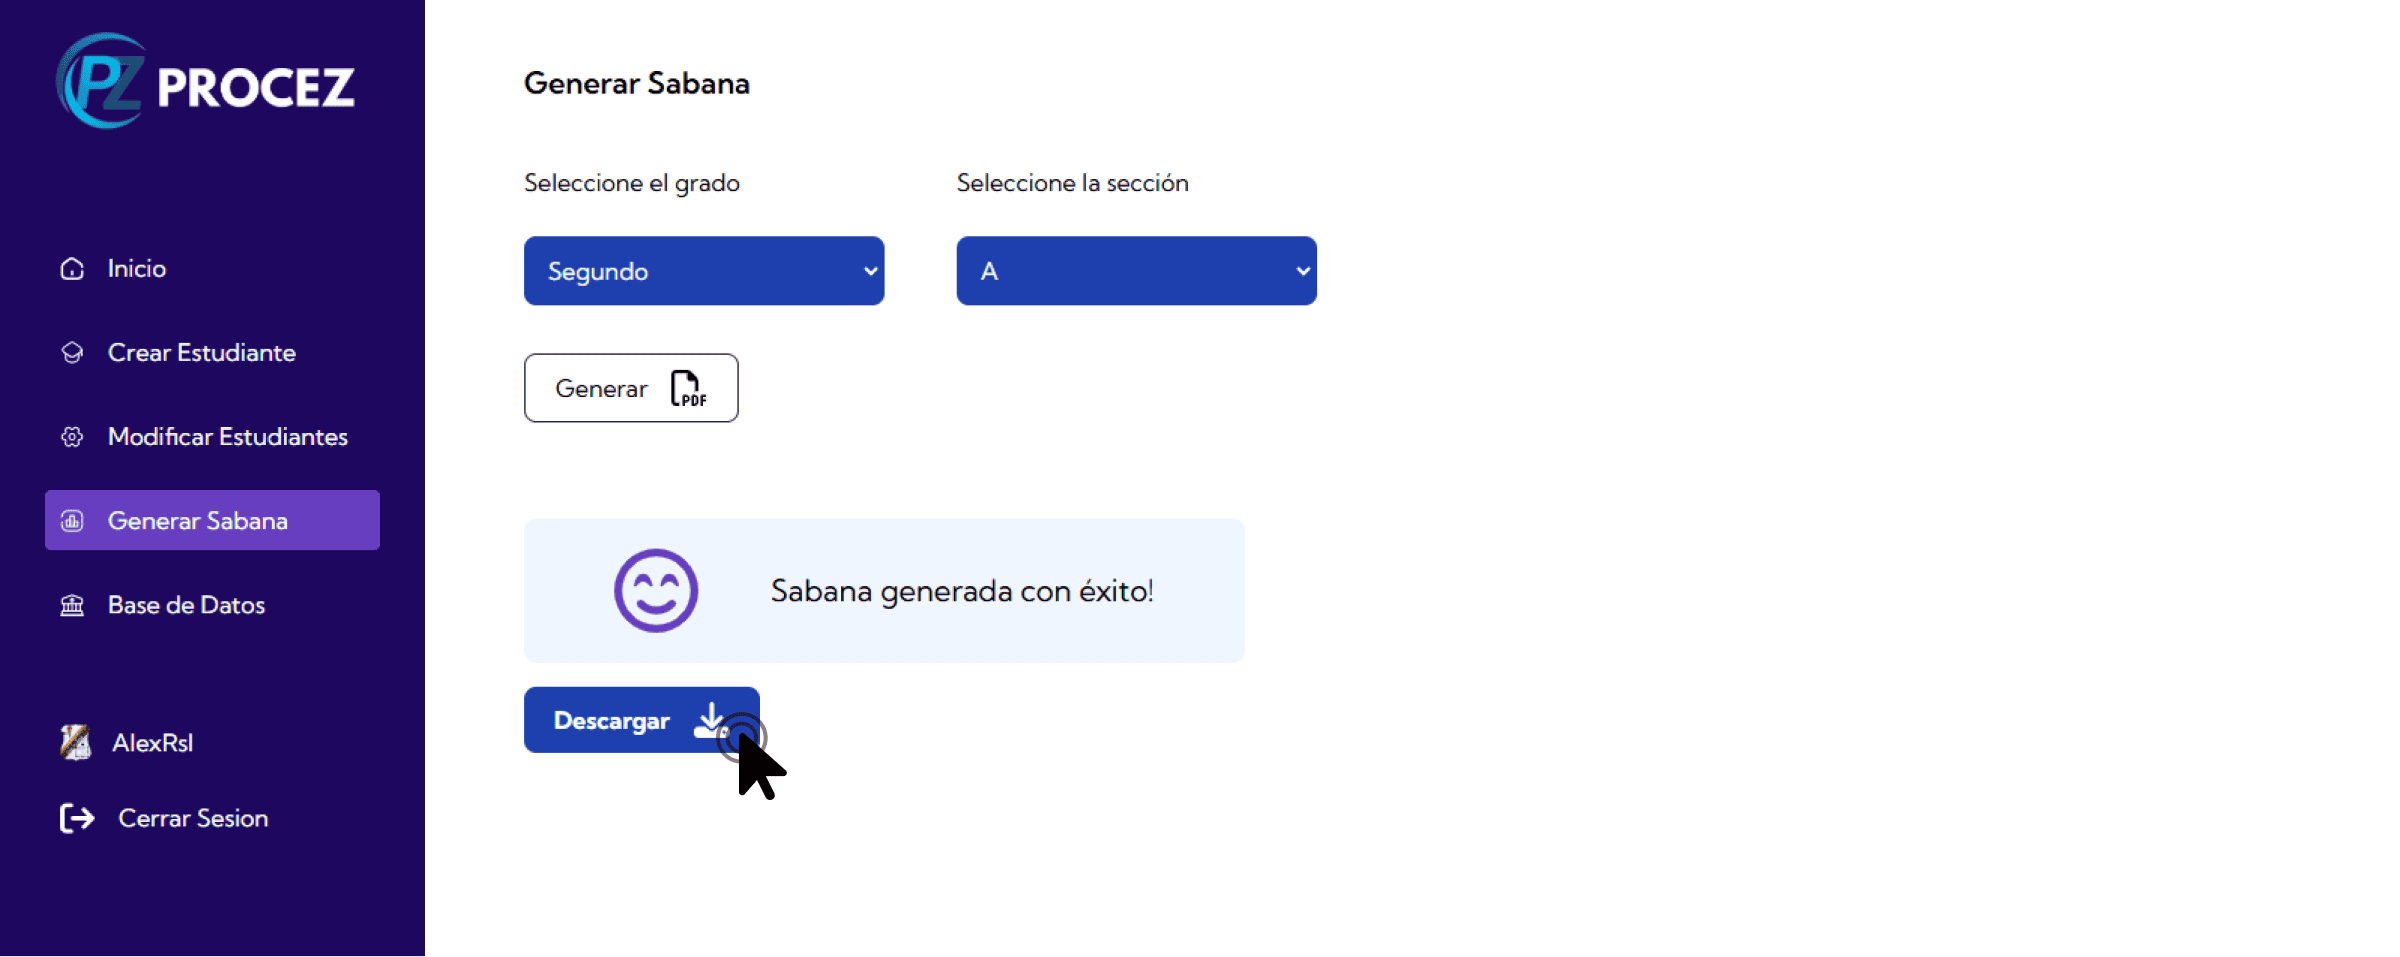 PZ PROCEZ
Inicio
Crear Estudiante
Modificar Estudiantes
Generar Sabana
Base de Datos
AlexRsl
Cerrar Sesion
Generar Sabana
Seleccione el grado
Seleccione la sección
Segundo
A
Generar PDF
Sabana generada con éxito!
Descargar